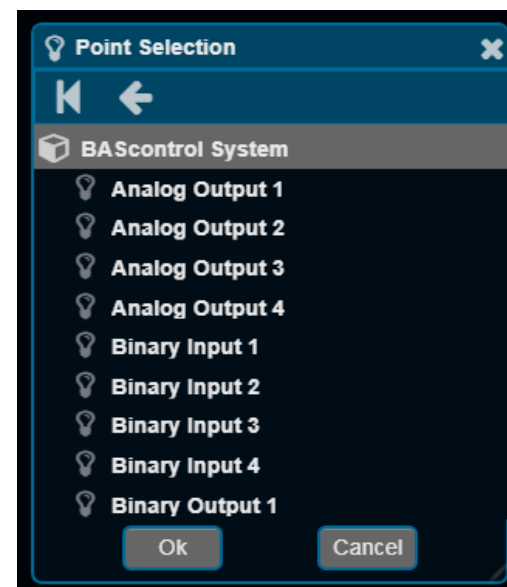 Point Selection
BAScontrol System
Analog Output 1
Analog Output 2
Analog Output 3
Analog Output 4
Binary Input 1
Binary Input 2
Binary Input 3
Binary Input 4
Binary Output 1
Ok Cancel